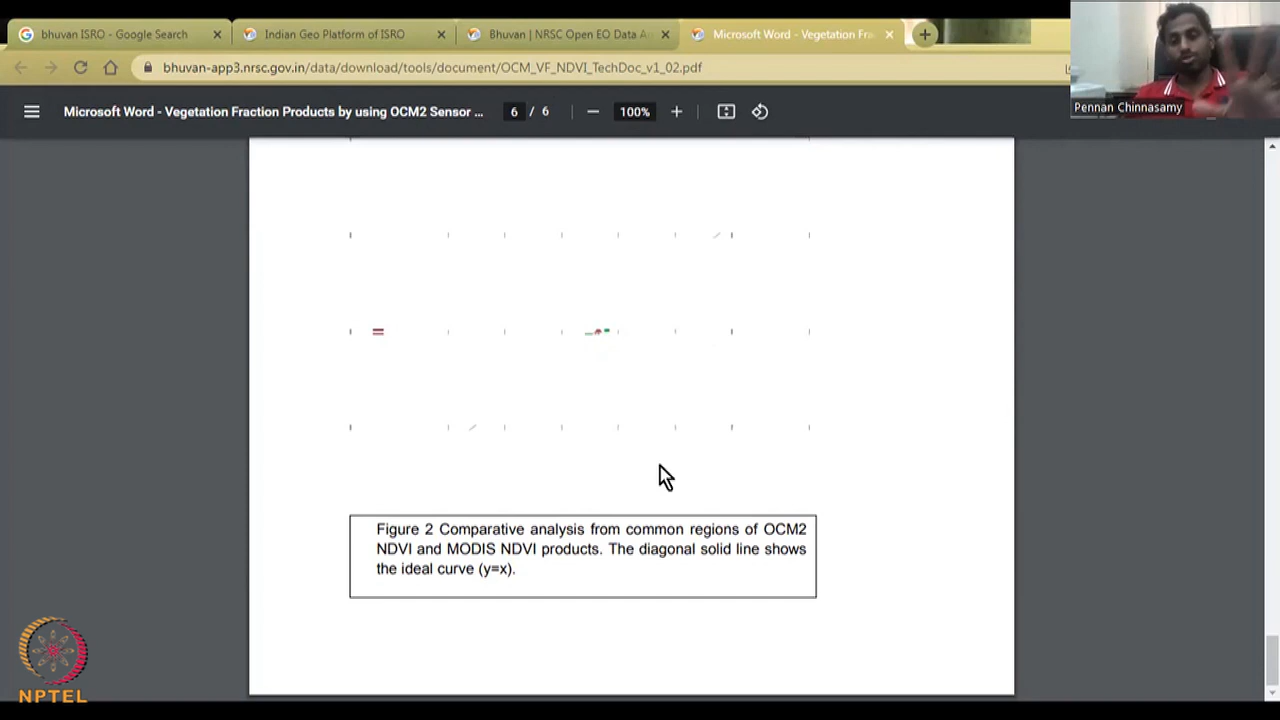 bhuvan ISRO - Google Search
Indian Geo Platform of ISRO
Bhuvan | NRSC Open EO Data A
Microsoft Word - Vegetation Fra
bhuvan-app3.nrsc.gov.in/data/download/tools/document/OCM_VF_NDVI_TechDoc_v1_02.pdf
Microsoft Word - Vegetation Fraction Products by using OCM2 Sensor ...
6 / 6
100%
Pennan Chinnasamy
Figure 2 Comparative analysis from common regions of OCM2
NDVI and MODIS NDVI products. The diagonal solid line shows
the ideal curve (y=x).
NPTEL